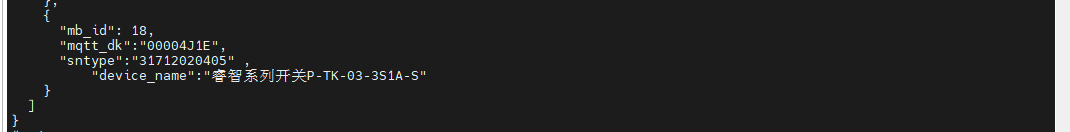 },
{
"mb_id": 18,
"mqtt_dk":"00004J1E",
"sntype":"31712020405" ,
"device_name":"睿智系列开关P-TK-03-3S1A-S"
}
]
}